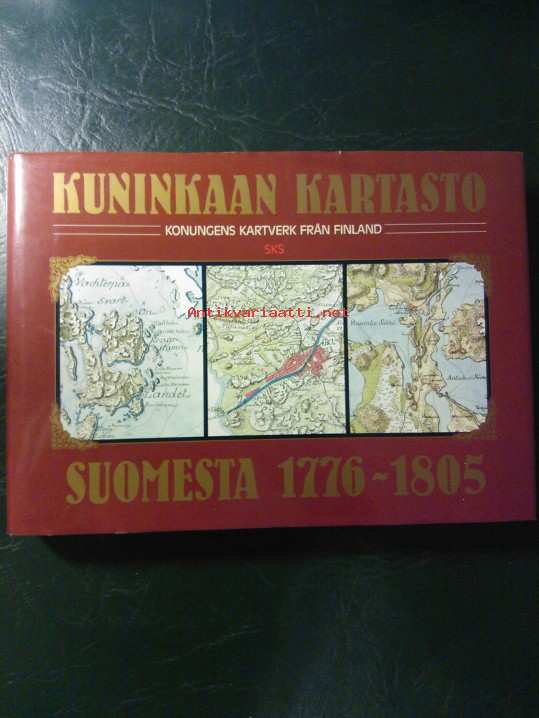 KUNINKAAN KARTASTO
KONUNGENS KARTVERK FRÅN FINLAND
SKS
Antikvariaatti.net
SUOMESTA 1776-1805